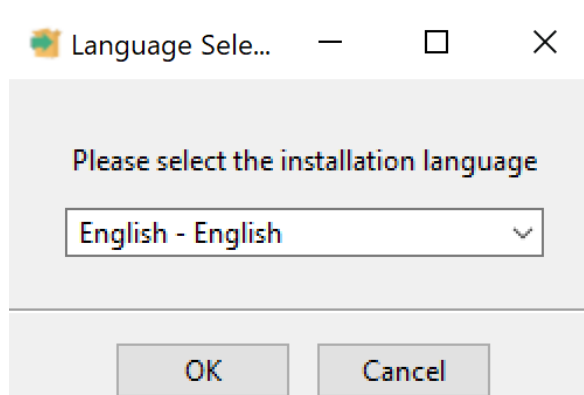 Language Sele...
Please select the installation language
English - English
OK
Cancel